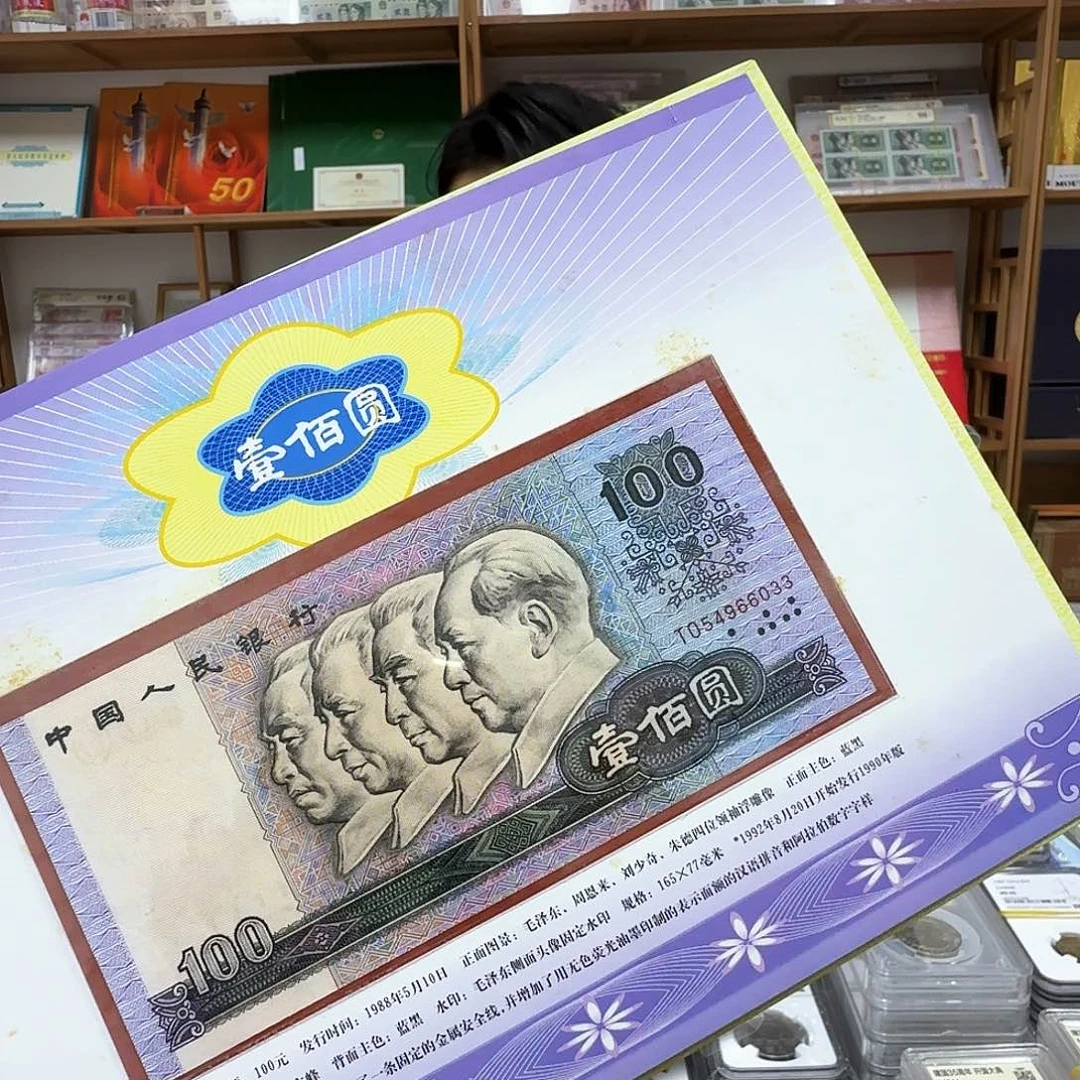 50
壹佰圆
中国人民银行
100
TO54966033
壹佰圆
100
100元 发行时间：1988年5月10日 正面图景：毛泽东、周恩来、刘少奇、朱德四位领袖浮雕像 正面主色：蓝黑
峰 背面主色：蓝黑 水印：毛泽东侧面头像固定水印 规格：165×77毫米 *1992年8月20日开始发行1990年版
了一条固定的金属安全线，并增加了用无色荧光油墨印制的表示面额的汉语拼音和阿拉伯数字字样